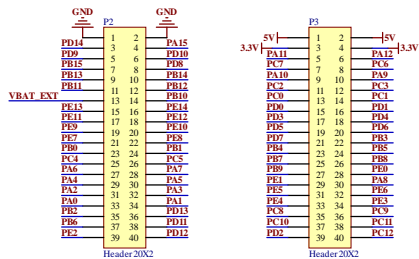 GND GND
P2
1 2
PD14 3 4 PA15
PD9 5 6 PD10
PB15 7 8 PD8
PB13 9 10 PB14
PB11 11 12 PB12
VBAT_EXT 13 14 PB10
PE13 15 16 PE14
PE11 17 18 PE12
PE9 19 20 PE10
PE7 21 22 PE8
PB0 23 24 PB1
PC4 25 26 PC5
PA6 27 28 PA7
PA4 29 30 PA5
PA2 31 32 PA3
PA0 33 34 PA1
PB2 35 36 PD13
PB6 37 38 PD11
PE2 39 40 PD12
Header20X2
P3
5V 1 2 5V
3.3V 3 4 3.3V
PA11 5 6 PA12
PC7 7 8 PC6
PA10 9 10 PA9
PC2 11 12 PC3
PC0 13 14 PC1
PD0 15 16 PD1
PD3 17 18 PD4
PD5 19 20 PD6
PD7 21 22 PB3
PB4 23 24 PB5
PB7 25 26 PB8
PB9 27 28 PE0
PE1 29 30 PA8
PE5 31 32 PE6
PE4 33 34 PE3
PC8 35 36 PC9
PC10 37 38 PC11
PD2 39 40 PC12
Header20X2